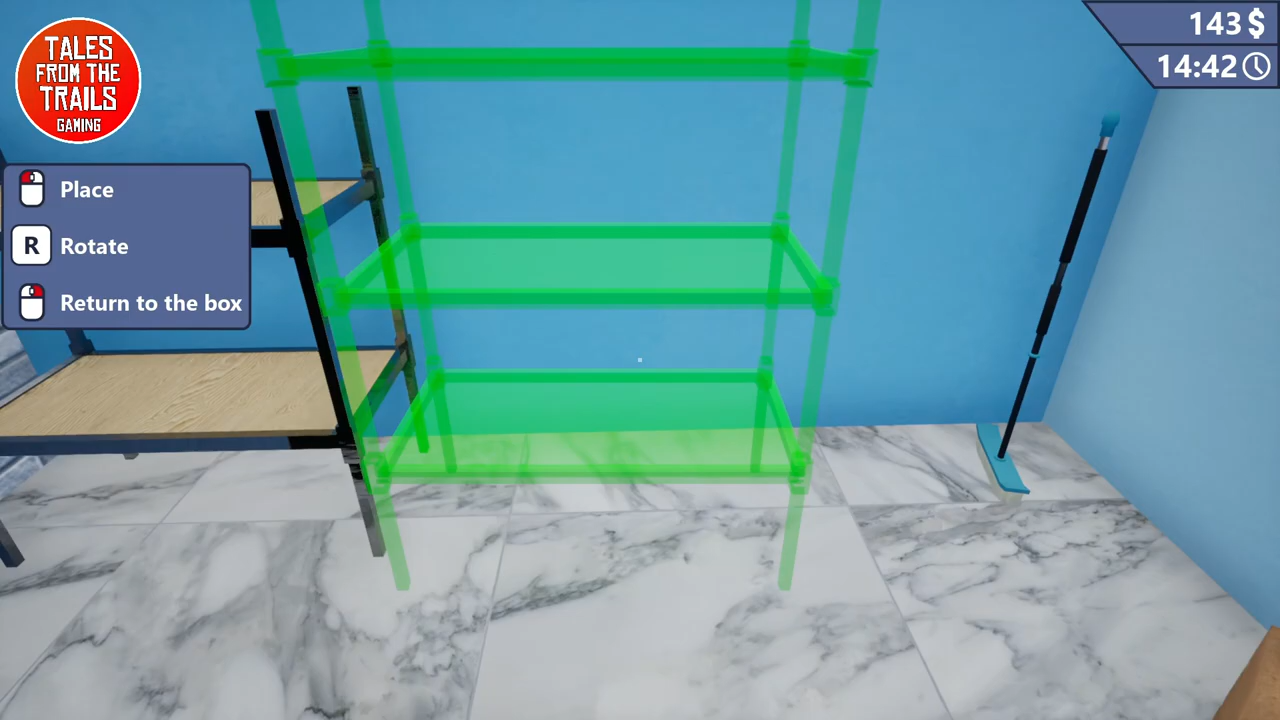 TALES
FROM THE
TRAILS
GAMING
143 $
14:42
Place
R Rotate
Return to the box